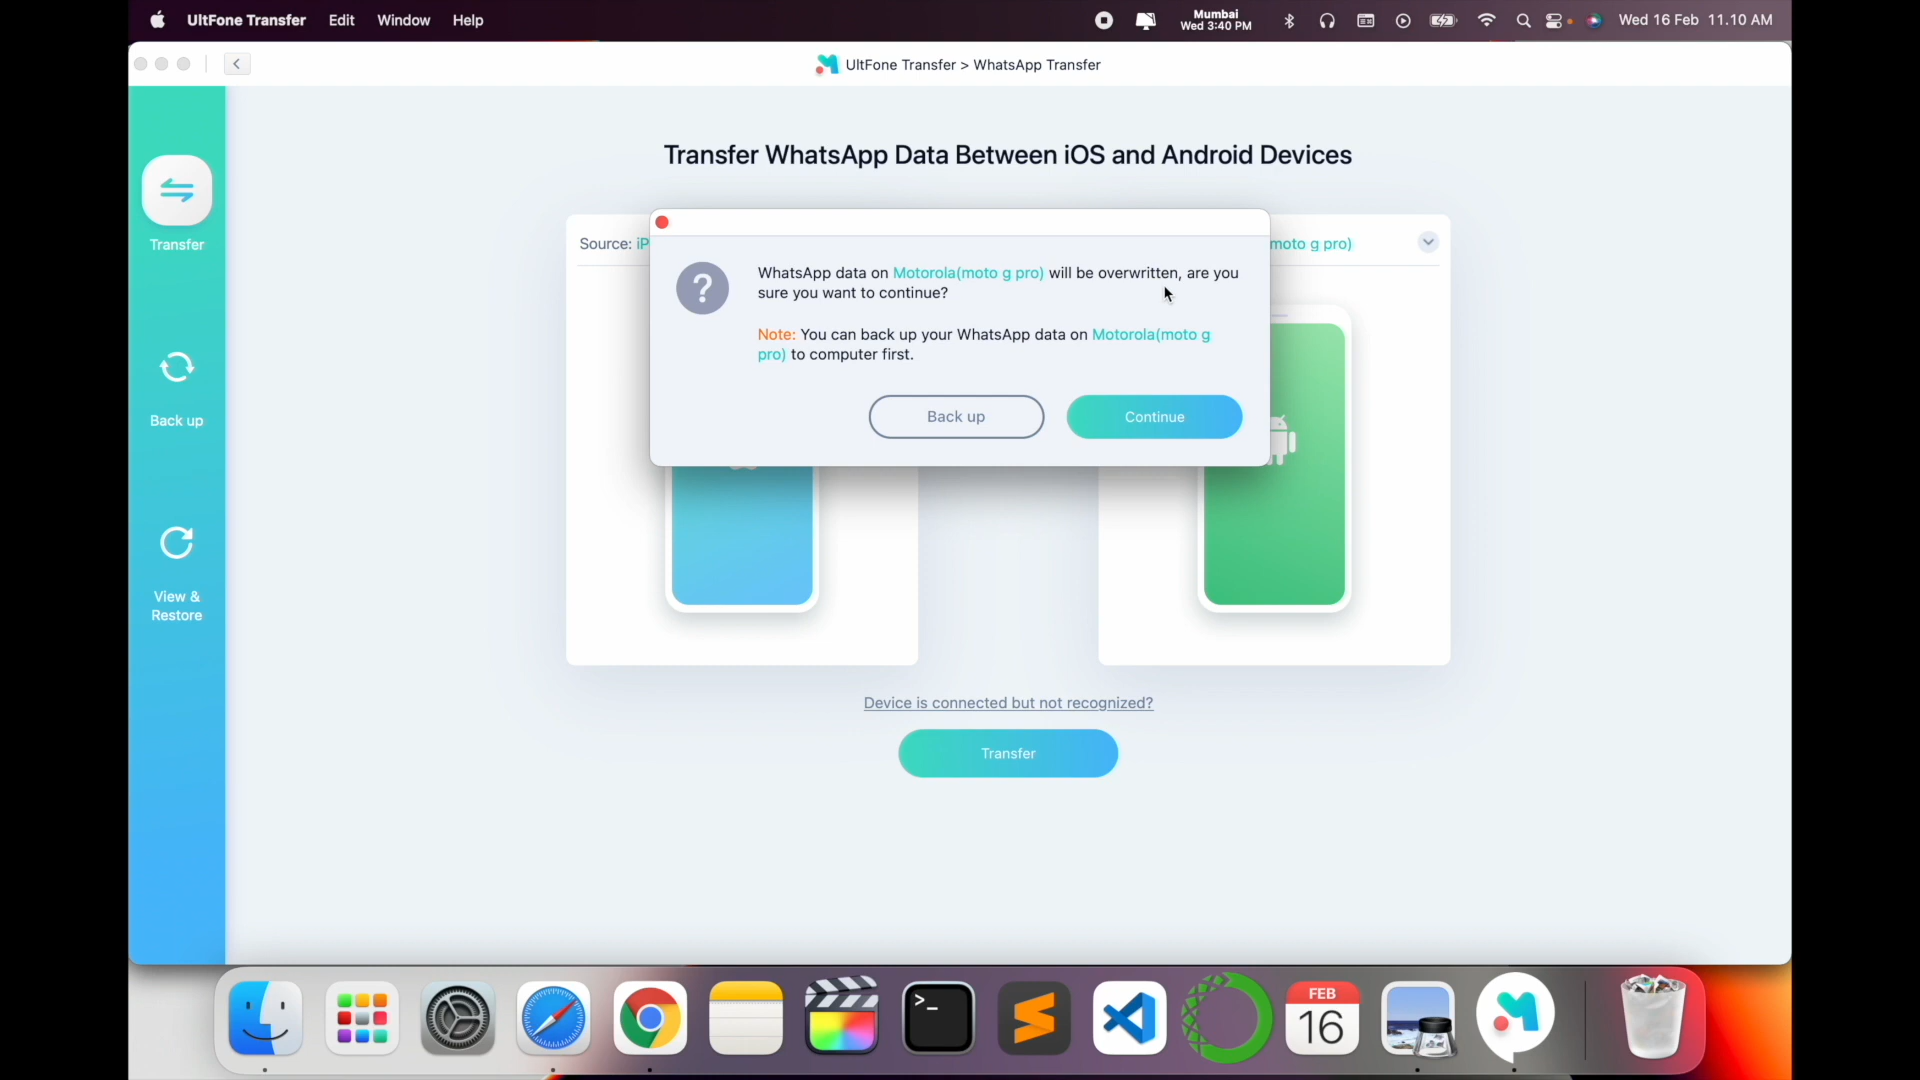 UltFone Transfer Edit Window Help
Mumbai
Wed 3:40 PM
Wed 16 Feb 11.10 AM
UltFone Transfer > WhatsApp Transfer
Transfer WhatsApp Data Between iOS and Android Devices
Transfer
Back up
View &
Restore
Source: iP
moto g pro)
WhatsApp data on Motorola(moto g pro) will be overwritten, are you
sure you want to continue?
Note: You can back up your WhatsApp data on Motorola(moto g
pro) to computer first.
Back up
Continue
Device is connected but not recognized?
Transfer
>_
FEB
16